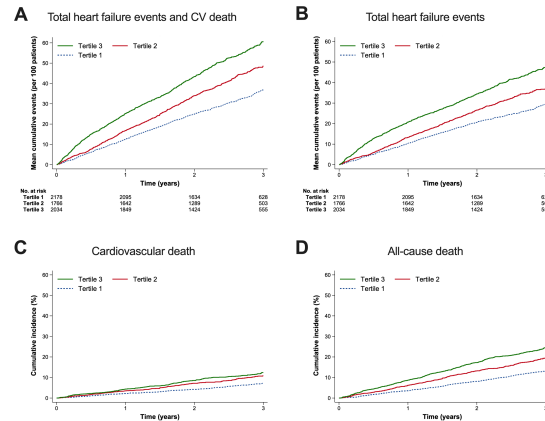 A Total heart failure events and CV death
Mean cumulative events (per 100 patients)
60
50
40
30
20
10
0
Tertile 3 Tertile 2
Tertile 1
0 1 2 3
Time (years)
No. at risk
Tertile 1 2178 2095 1634 628
Tertile 2 1766 1642 1289 503
Tertile 3 2034 1849 1424 555
B Total heart failure events
Mean cumulative events (per 100 patients)
60
50
40
30
20
10
0
Tertile 3 Tertile 2
Tertile 1
0 1 2 3
Time (years)
No. at risk
Tertile 1 2178 2095 1634
Tertile 2 1766 1642 1289
Tertile 3 2034 1849 1424
C Cardiovascular death
Cumulative incidence (%)
60
50
40
30
20
10
0
Tertile 3 Tertile 2
Tertile 1
0 1 2 3
Time (years)
D All-cause death
Cumulative incidence (%)
60
50
40
30
20
10
0
Tertile 3 Tertile 2
Tertile 1
0 1 2 3
Time (years)